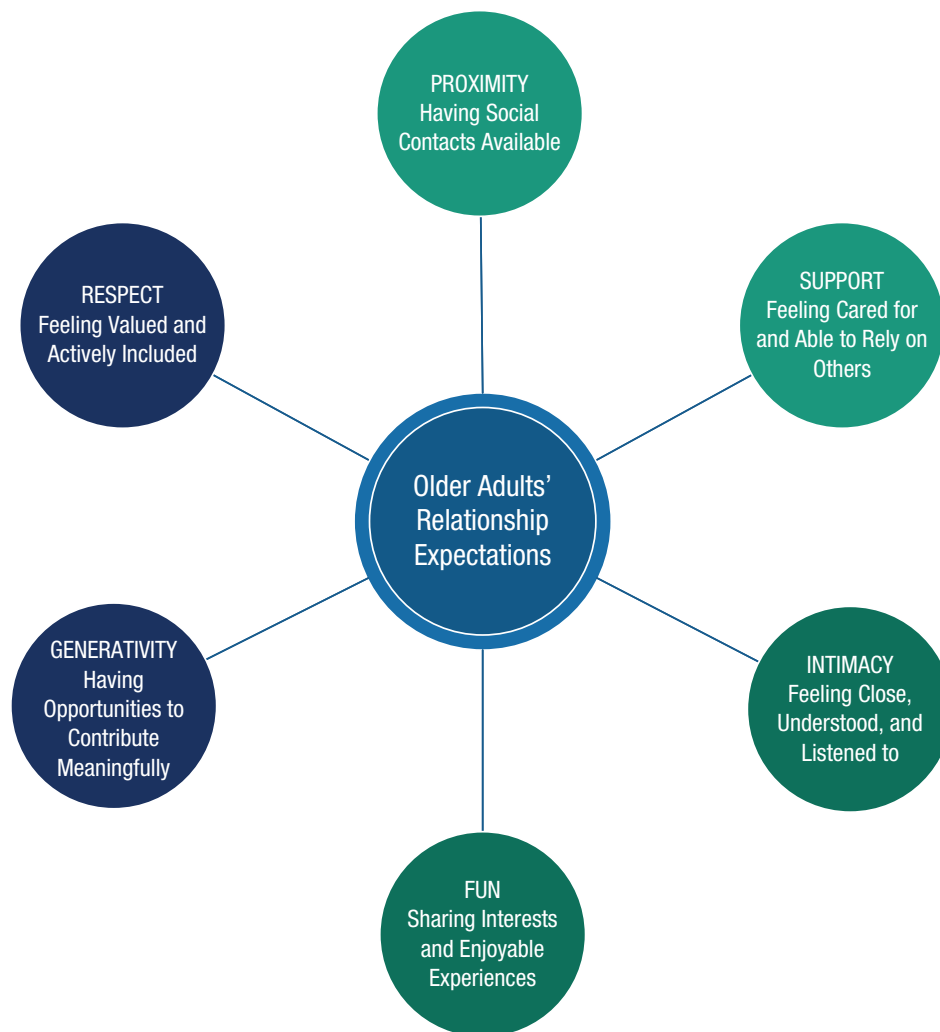 PROXIMITY
Having Social
Contacts Available
RESPECT
Feeling Valued and
Actively Included
SUPPORT
Feeling Cared for
and Able to Rely on
Others
Older Adults’
Relationship
Expectations
GENERATIVITY
Having
Opportunities to
Contribute
Meaningfully
INTIMACY
Feeling Close,
Understood, and
Listened to
FUN
Sharing Interests
and Enjoyable
Experiences